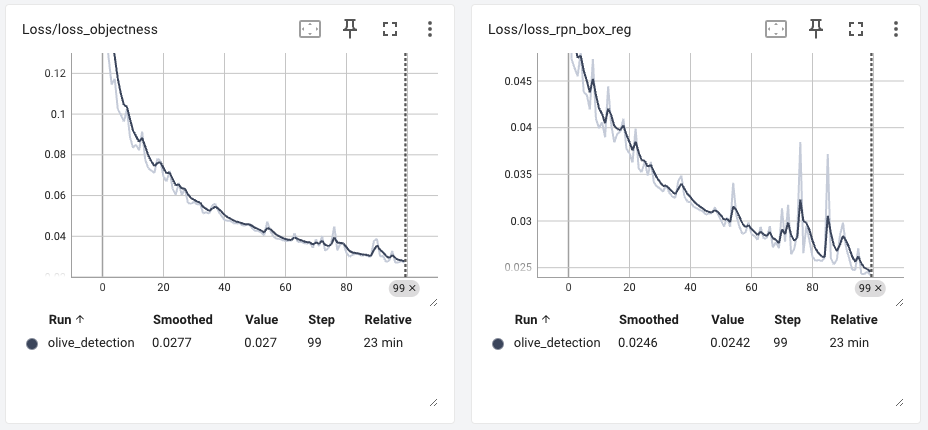 Loss/loss_objectness
0.12
0.1
0.08
0.06
0.04
0 20 40 60 80 99 ×
Run ↑ Smoothed Value Step Relative
olive_detection 0.0277 0.027 99 23 min
Loss/loss_rpn_box_reg
0.045
0.04
0.035
0.03
0.025
0 20 40 60 80 99 ×
Run ↑ Smoothed Value Step Relative
olive_detection 0.0246 0.0242 99 23 min